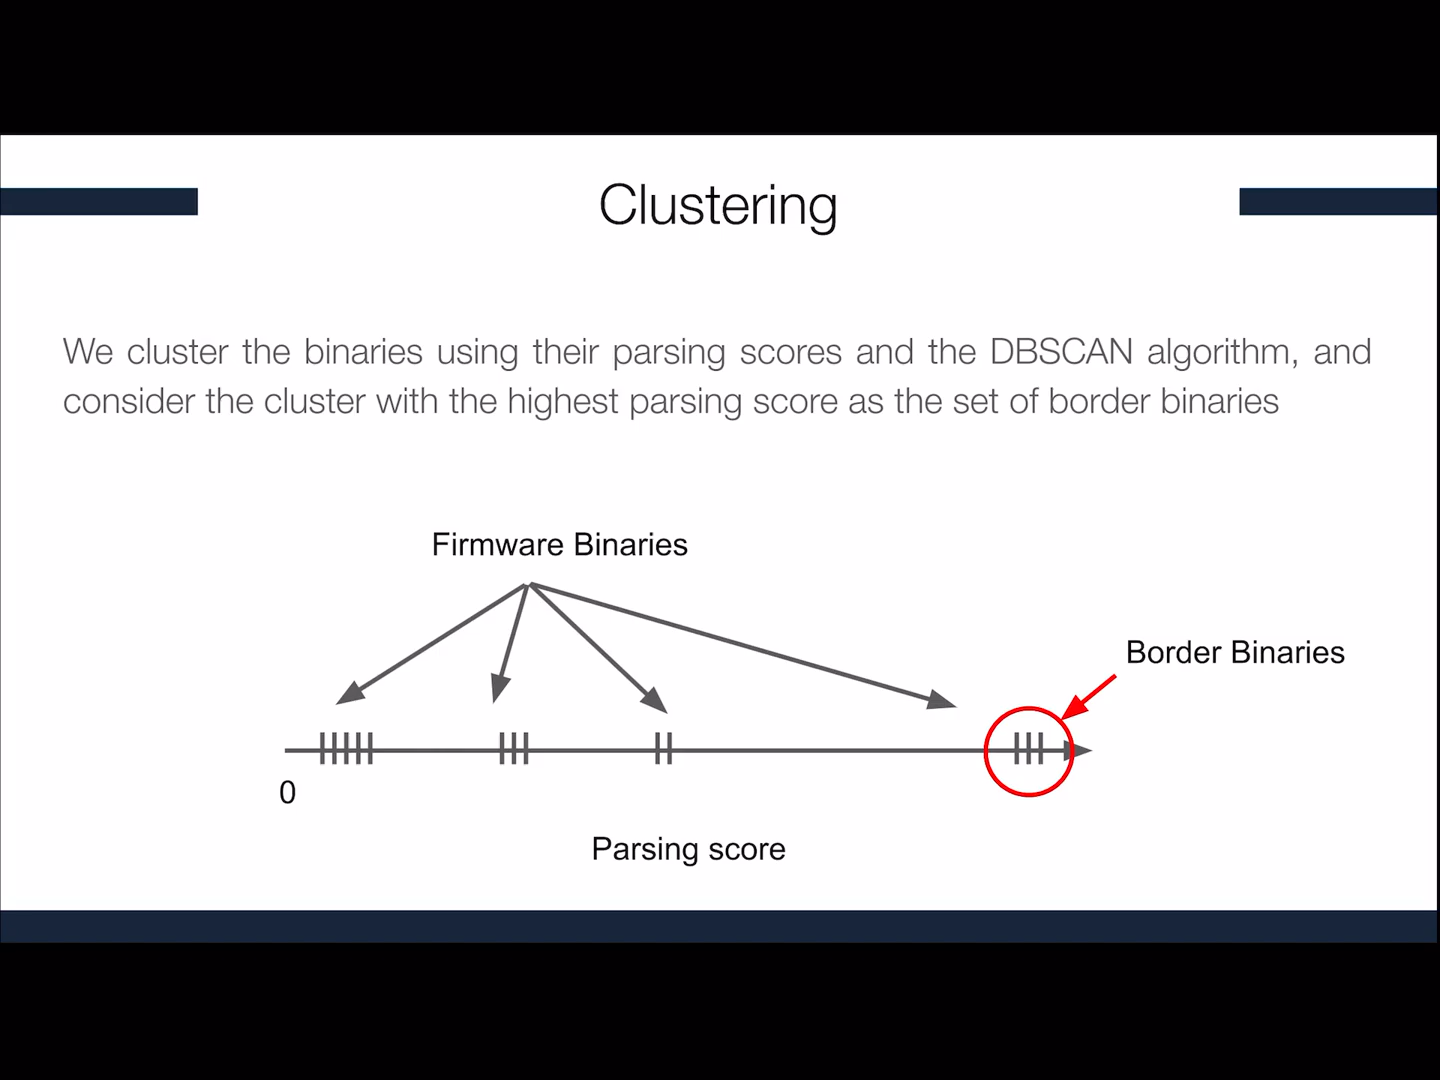 Clustering
We cluster the binaries using their parsing scores and the DBSCAN algorithm, and
consider the cluster with the highest parsing score as the set of border binaries
Firmware Binaries
Border Binaries
0
Parsing score